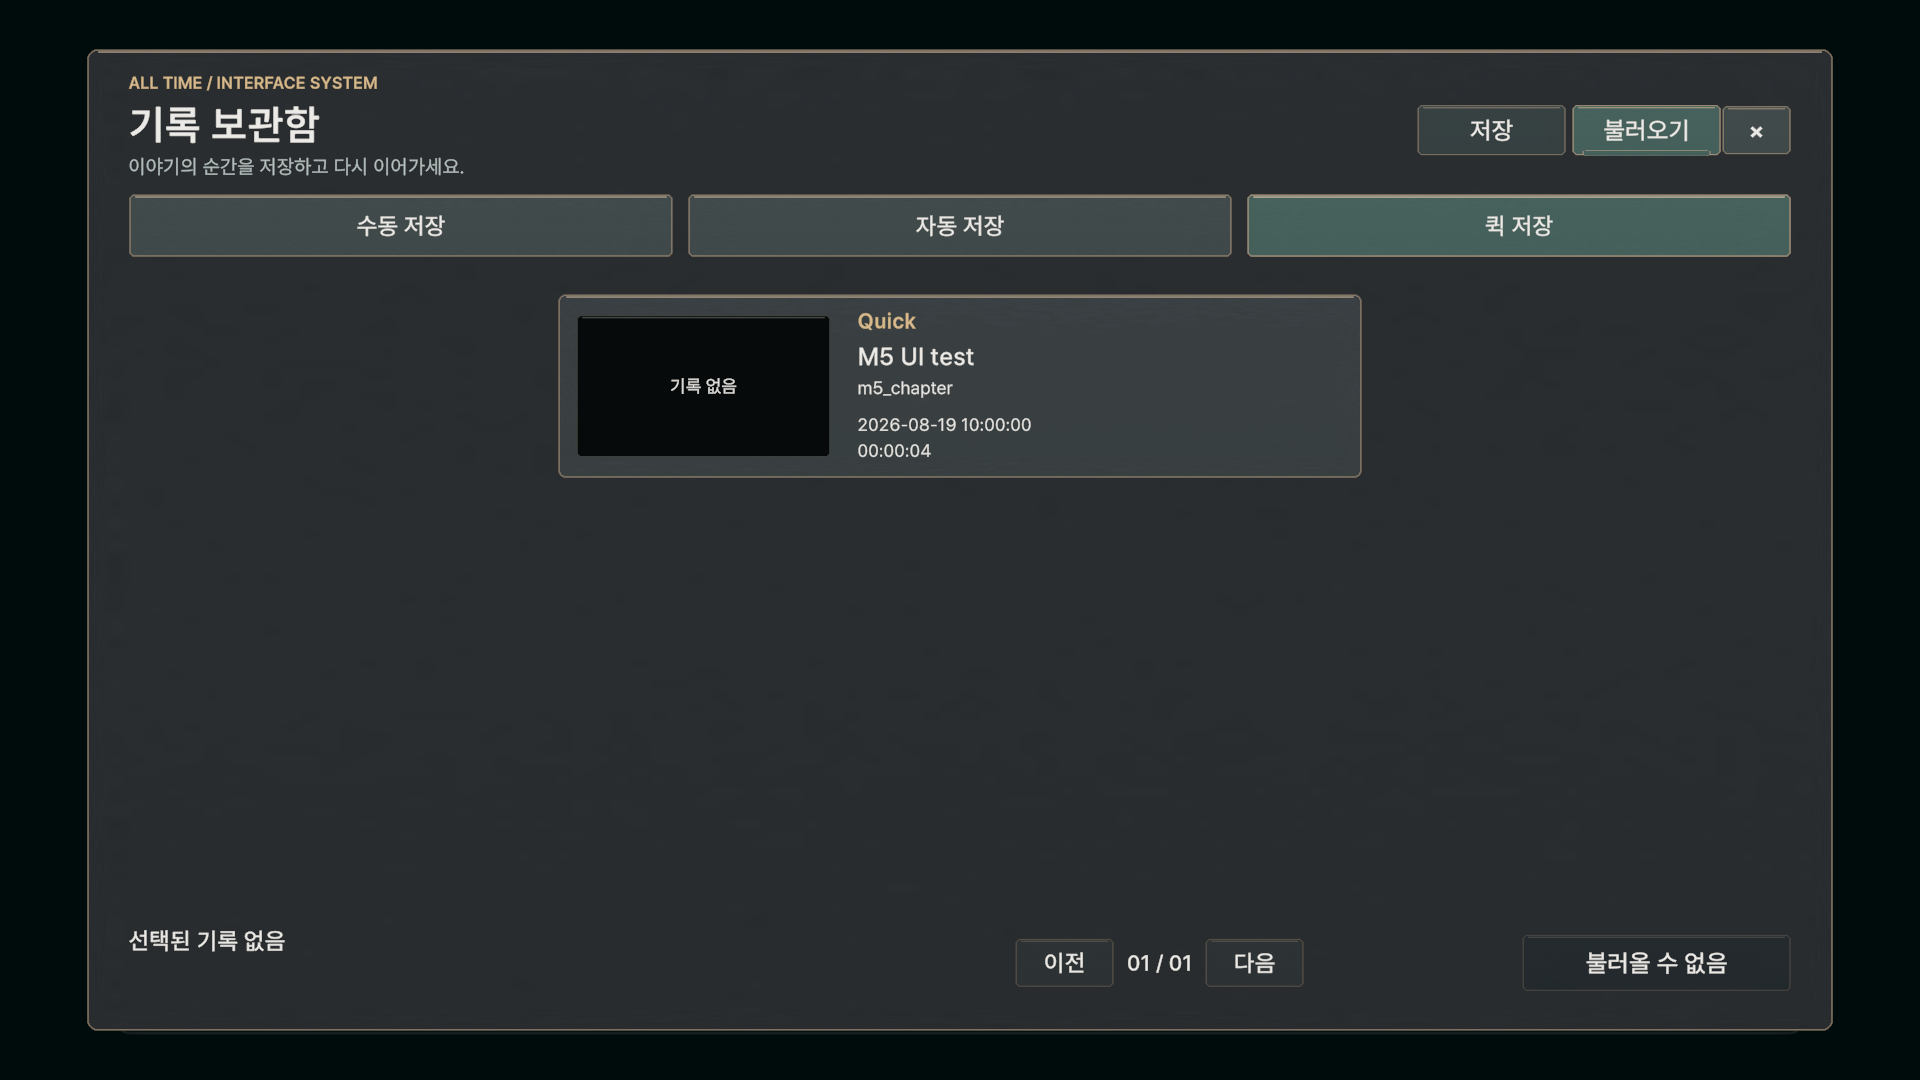 ALL TIME / INTERFACE SYSTEM
기록 보관함
이야기의 순간을 저장하고 다시 이어가세요.
저장
불러오기
×
수동 저장
자동 저장
퀵 저장
기록 없음
Quick
M5 UI test
m5_chapter
2026-08-19 10:00:00
00:00:04
선택된 기록 없음
이전
01 / 01
다음
불러올 수 없음